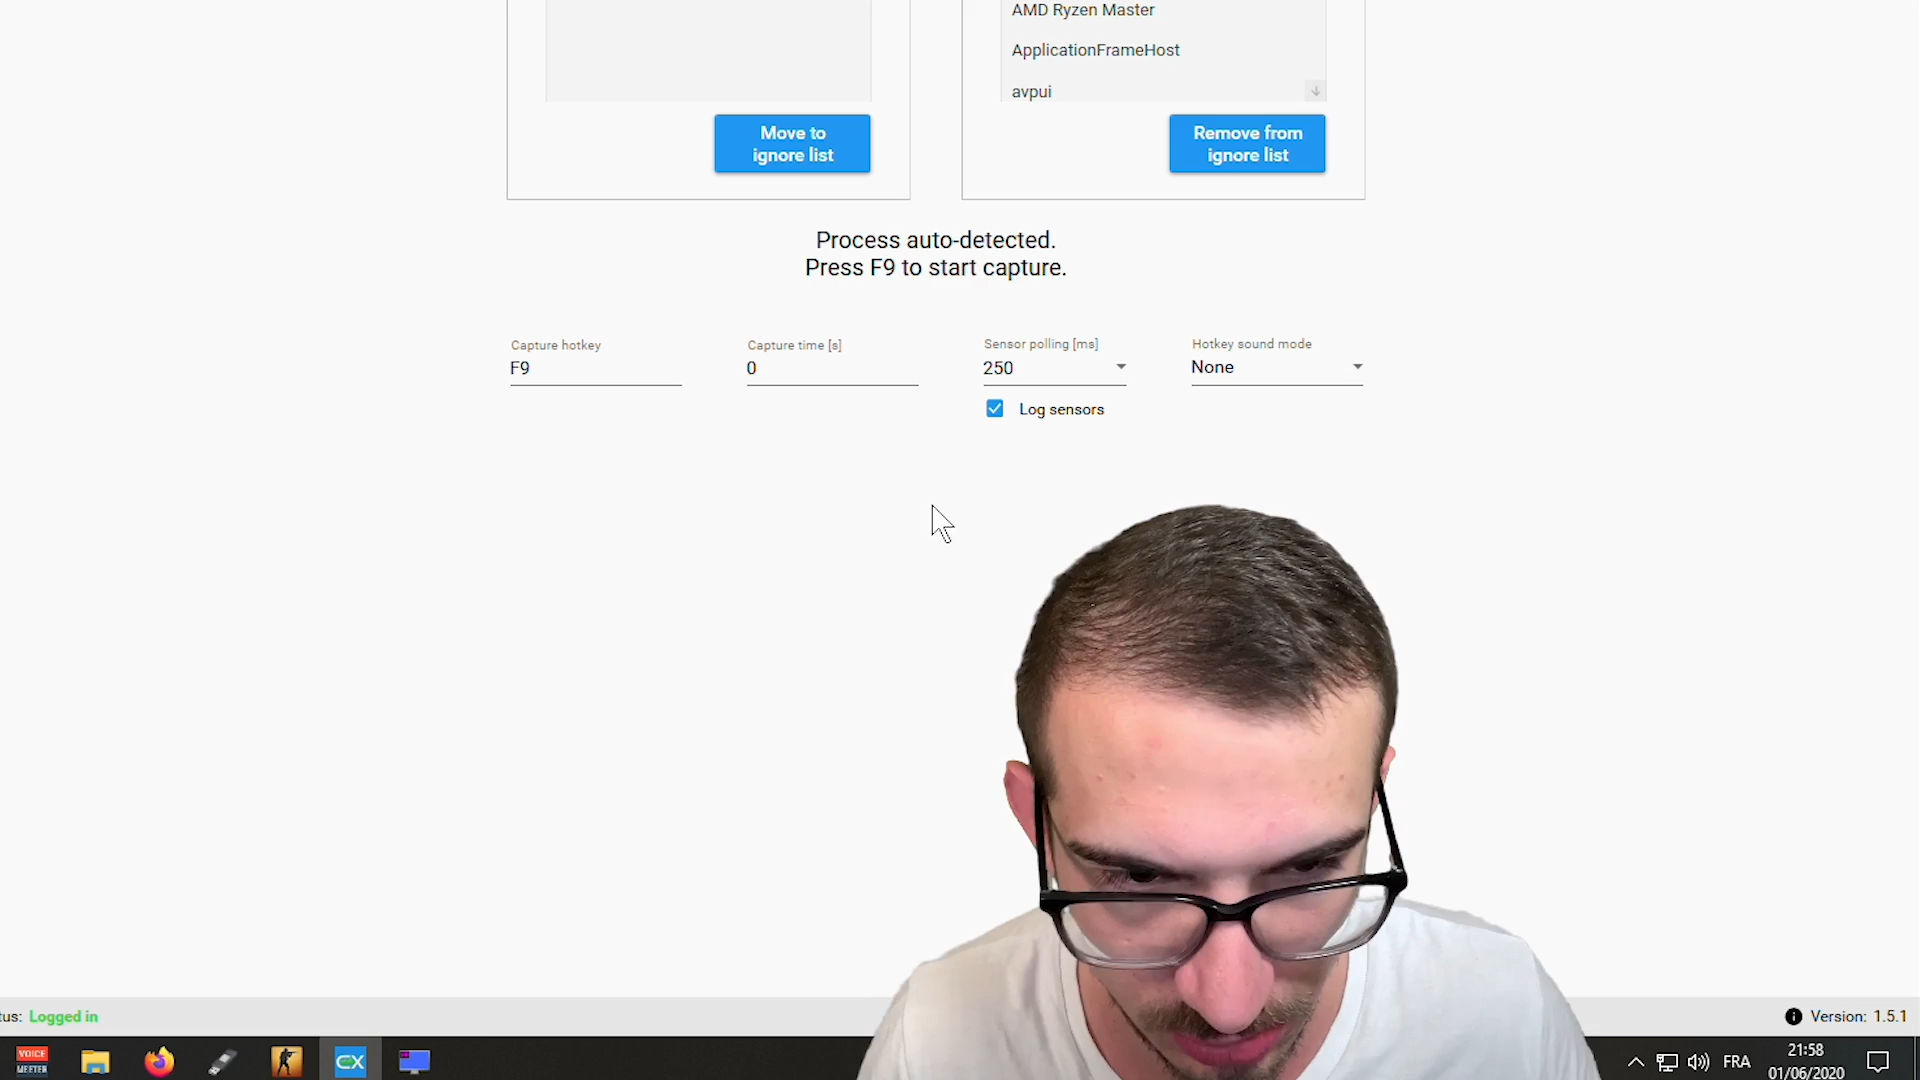 AMD Ryzen Master
ApplicationFrameHost
avpui
Move to
ignore list
Remove from
ignore list
Process auto-detected.
Press F9 to start capture.
Capture hotkey
F9
Capture time [s]
0
Sensor polling [ms]
250
Log sensors
Hotkey sound mode
None
tus: Logged in
Version: 1.5.1
VOICE
MEETER
CX
FRA
21:58
01/06/2020